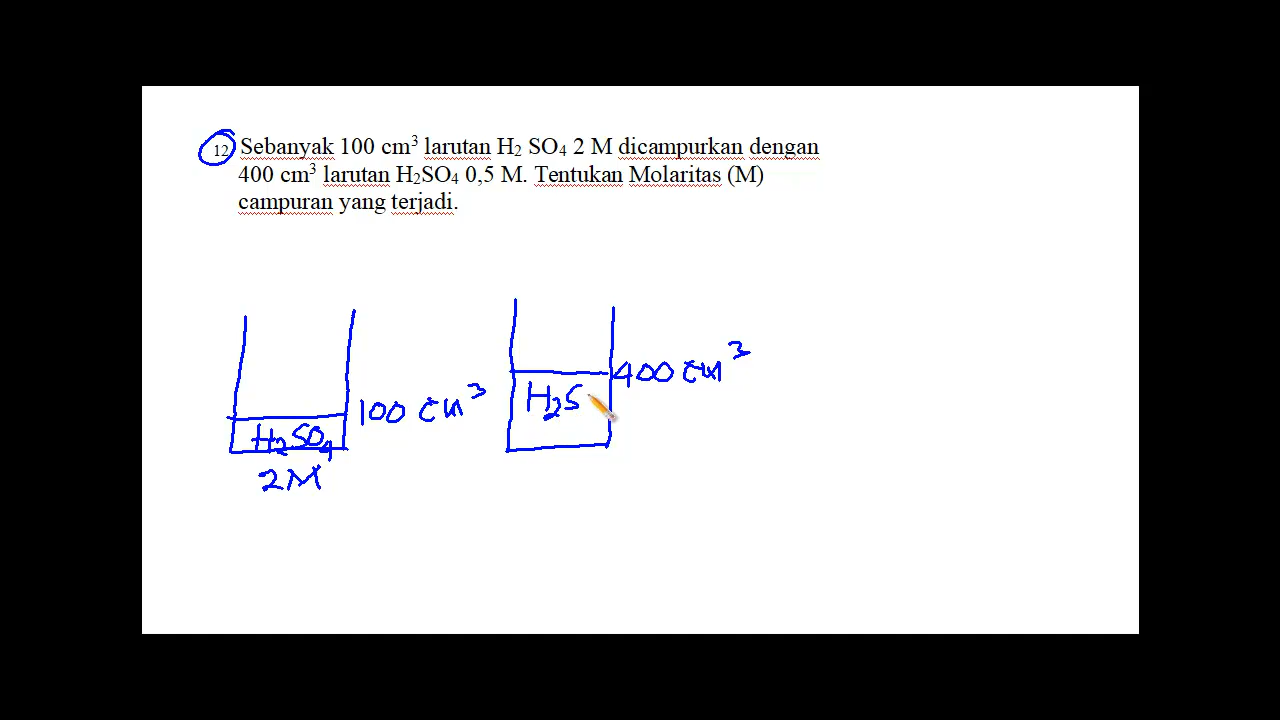 12 Sebanyak 100 cm³ larutan H₂ SO₄ 2 M dicampurkan dengan
400 cm³ larutan H₂SO₄ 0,5 M. Tentukan Molaritas (M)
campuran yang terjadi.
400 cm³
H₂S
100 cm³
H₂SO₄
2M